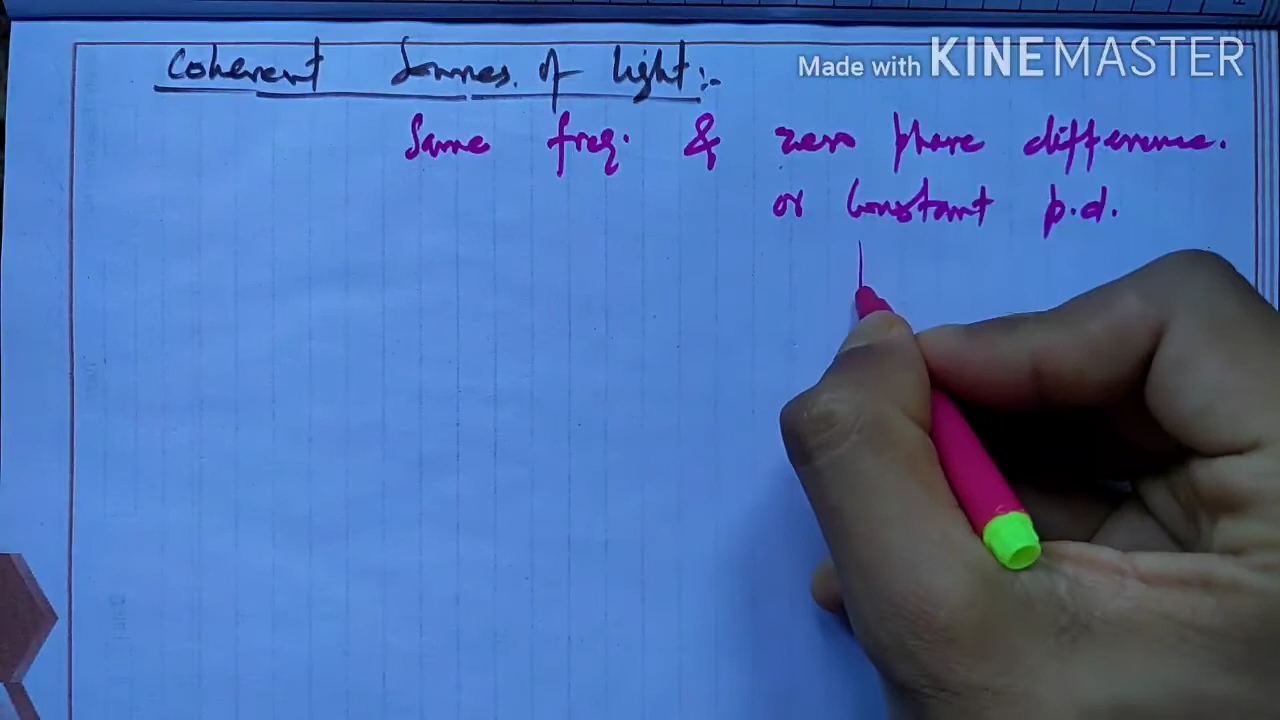 Made with KINEMASTER
Coherent Sources of light:-
Same freq. & zero phase difference.
or Constant p.d.